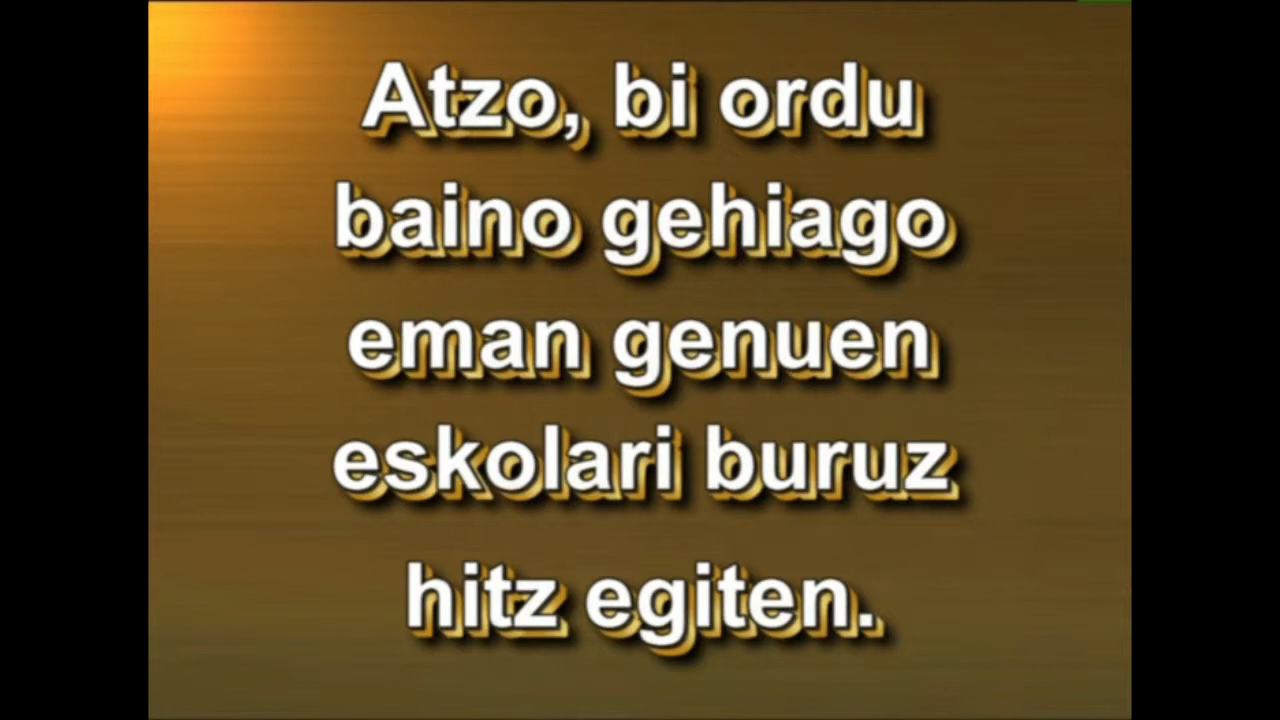 Atzo, bi ordu
baino gehiago
eman genuen
eskolari buruz
hitz egiten.